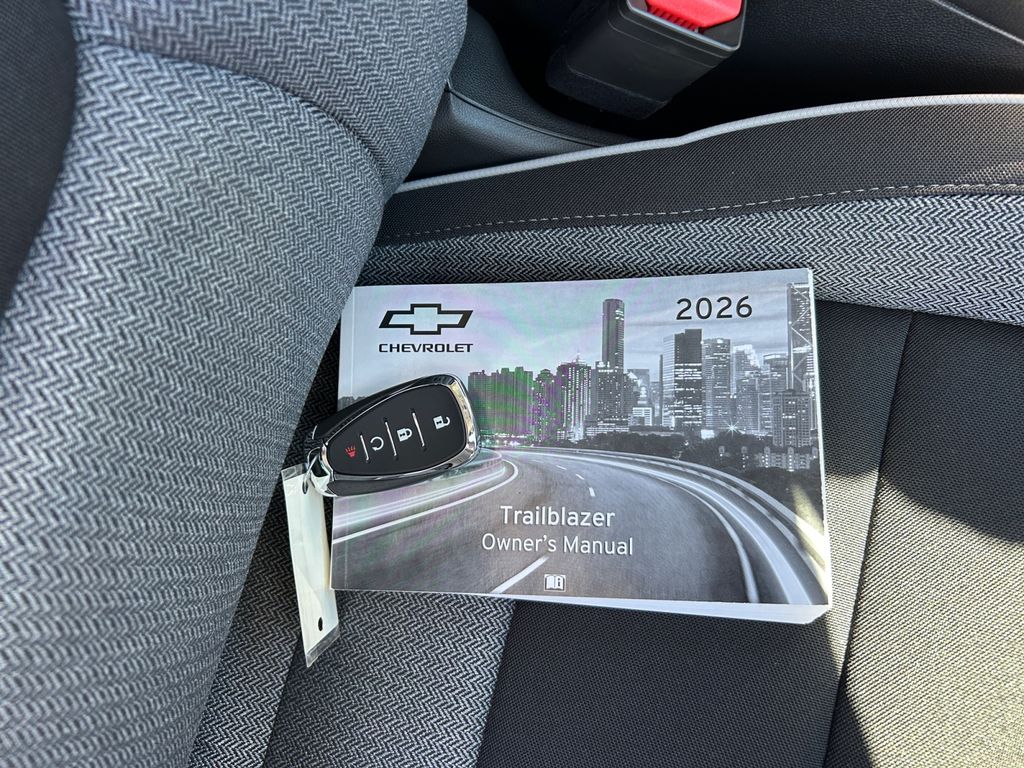 2026
CHEVROLET
Trailblazer
Owner's Manual